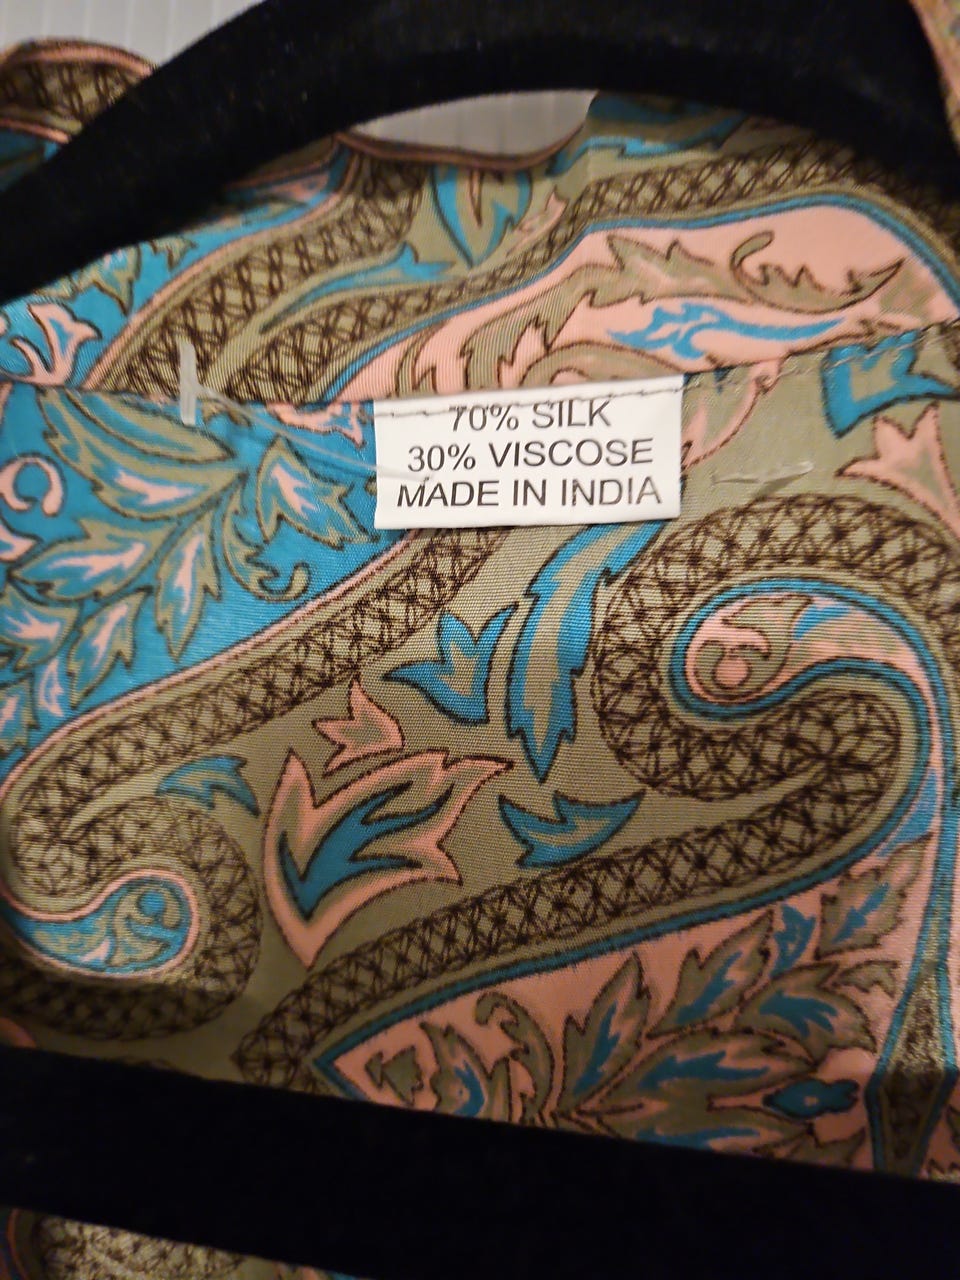 70% SILK
30% VISCOSE
MADE IN INDIA